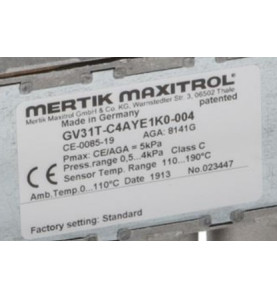 MERTIK MAXITROL®
Mertik Maxitrol GmbH & Co. KG, Warnstedter Str. 3, 06502 Thale
Made in Germany patented
GV31T-C4AYE1K0-004
CE-0085-19 AGA: 8141G
Pmax: CE/AGA = 5kPa
Press.range 0,5...4kPa Class C
Sensor Temp. Range 110...190°C
CE
Amb.Temp.0...110°C Date 1913 No.023447
Factory setting: Standard